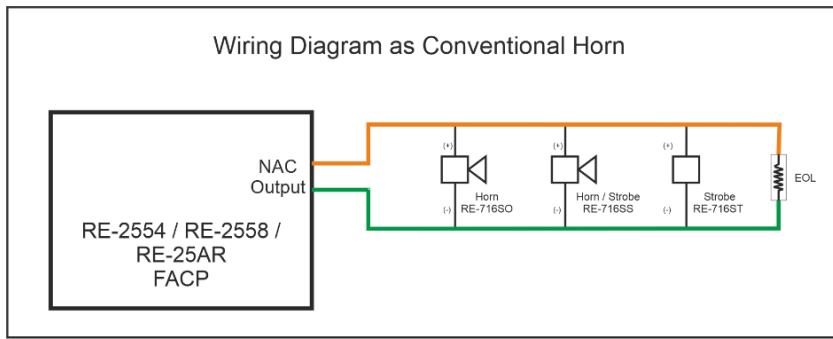 Wiring Diagram as Conventional Horn
NAC
Output
RE-2554 / RE-2558 /
RE-25AR
FACP
(+)
(+)
(+)
Horn
RE-716SO
(-)
Horn / Strobe
RE-716SS
(-)
Strobe
RE-716ST
(-)
EOL